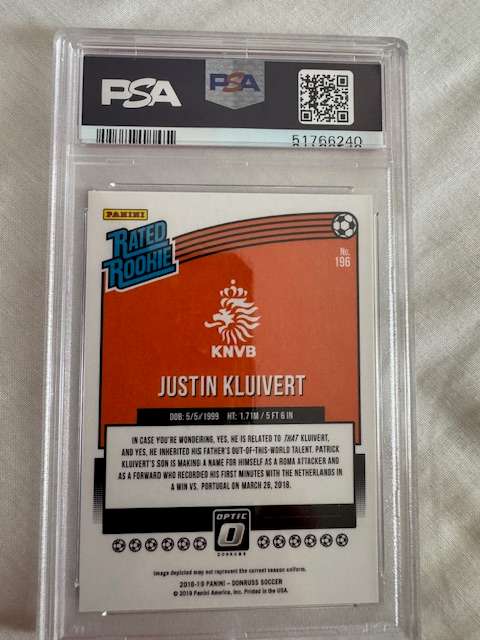 PSA
PSA
51766240
PANINI
RATED
ROOKIE
No.
196
KNVB
JUSTIN KLUIVERT
DOB: 5/5/1999 HT: 1.71M / 5 FT 6 IN
IN CASE YOU'RE WONDERING, YES, HE IS RELATED TO THAT KLUIVERT,
AND YES, HE INHERITED HIS FATHER'S OUT-OF-THIS-WORLD TALENT. PATRICK
KLUIVERT'S SON IS MAKING A NAME FOR HIMSELF AS A ROMA ATTACKER AND
AS A FORWARD WHO RECORDED HIS FIRST MINUTES WITH THE NETHERLANDS IN
A WIN VS. PORTUGAL ON MARCH 26, 2018.
OPTIC
DONRUSS
Image depicted may not represent the correct season uniform.
2018-19 PANINI – DONRUSS SOCCER
© 2019 Panini America, Inc. Printed in the USA.